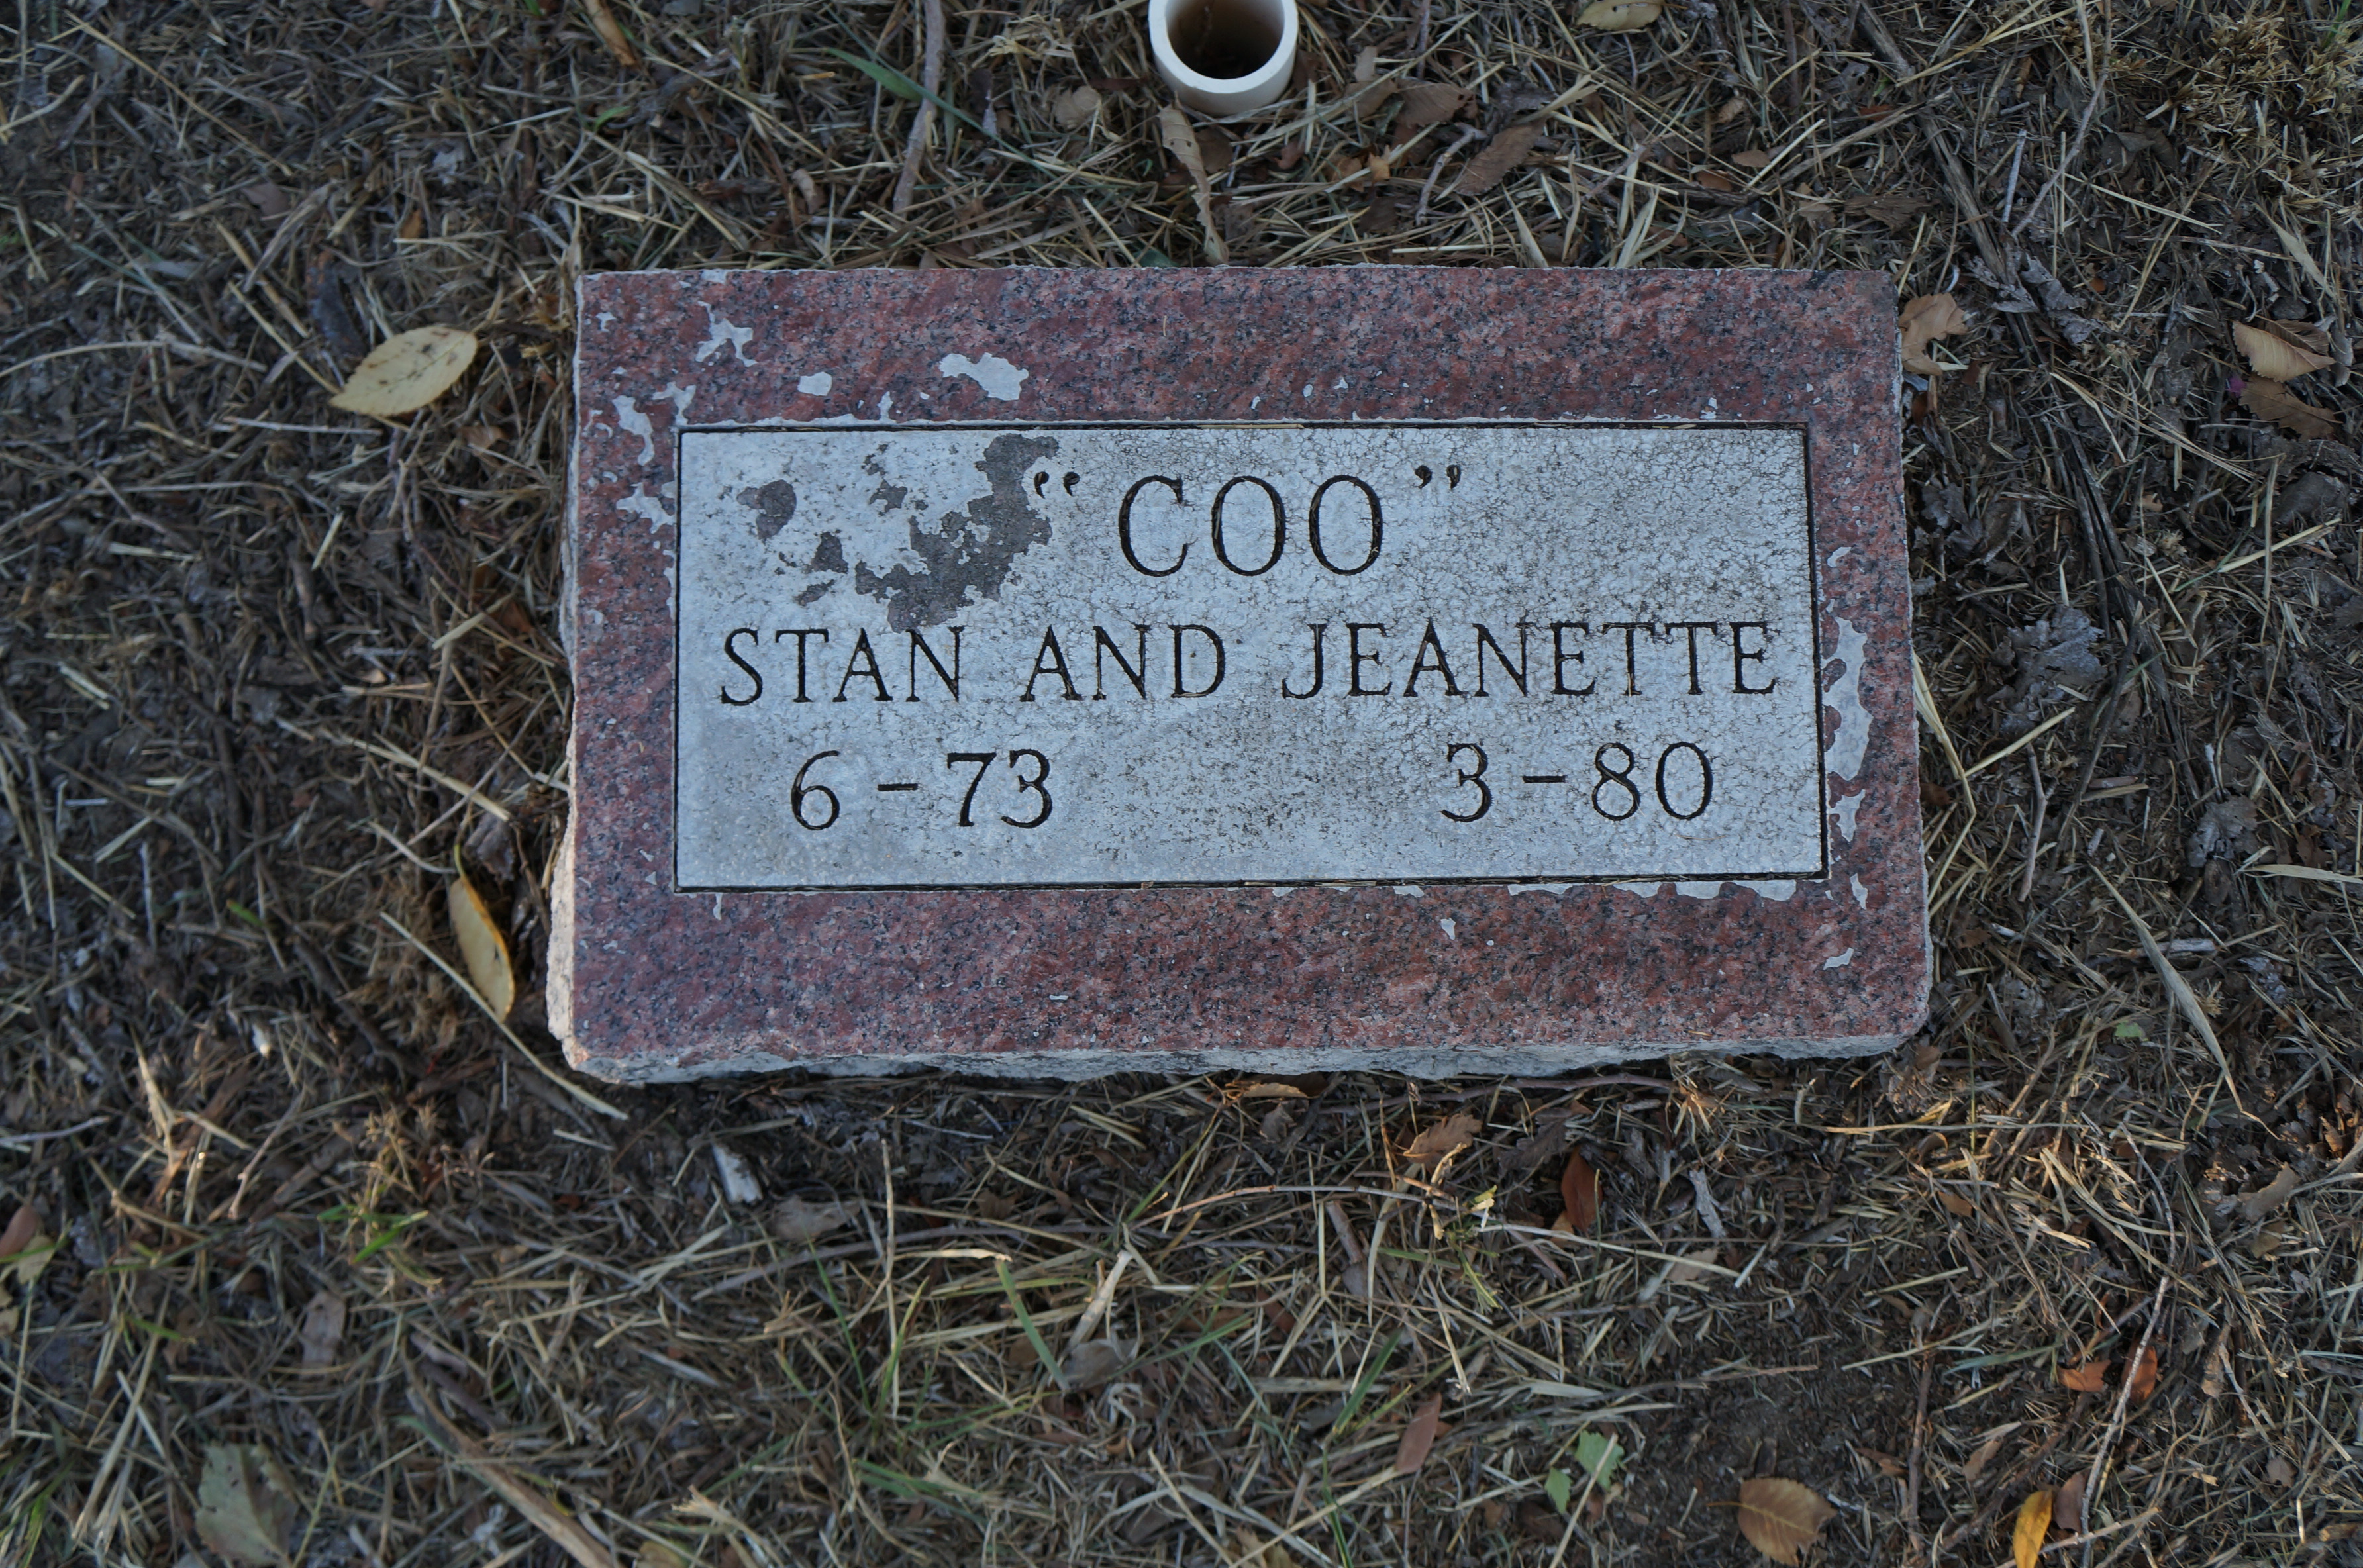 “COO”
STAN AND JEANETTE
6-73 3-80